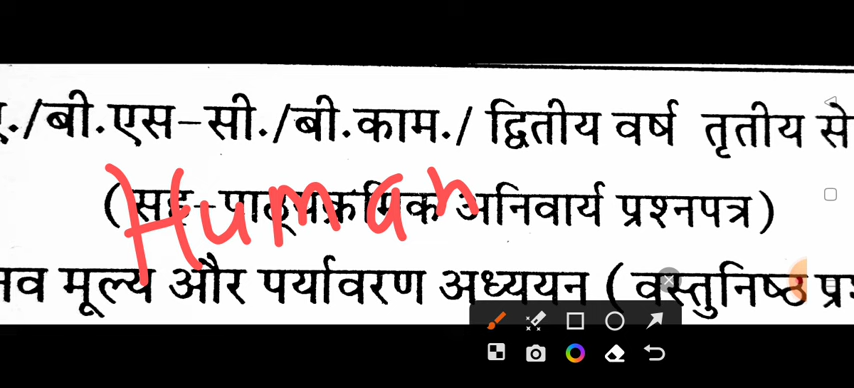 ./बी.एस-सी./बी.काम./ द्वितीय वर्ष तृतीय से
(सह-पाठ्यक्रमिक अनिवार्य प्रश्नपत्र)
Human
नव मूल्य और पर्यावरण अध्ययन ( वस्तुनिष्ठ प्र